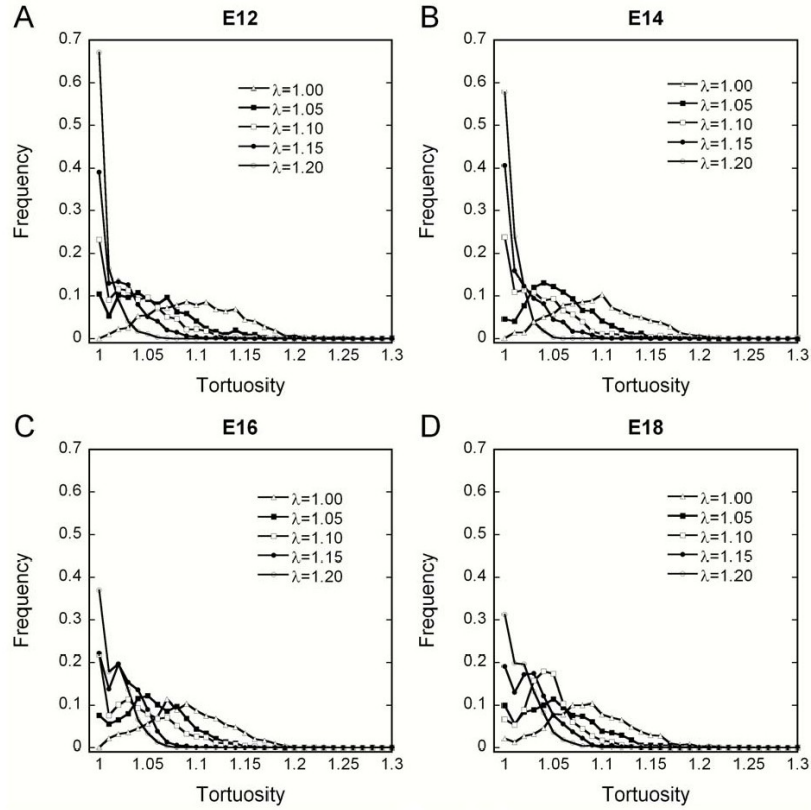 A
E12
0.7
0.6
0.5
0.4
0.3
0.2
0.1
0
Frequency
λ=1.00
λ=1.05
λ=1.10
λ=1.15
λ=1.20
1 1.05 1.1 1.15 1.2 1.25 1.3
Tortuosity
B
E14
0.7
0.6
0.5
0.4
0.3
0.2
0.1
0
Frequency
λ=1.00
λ=1.05
λ=1.10
λ=1.15
λ=1.20
1 1.05 1.1 1.15 1.2 1.25 1.3
Tortuosity
C
E16
0.7
0.6
0.5
0.4
0.3
0.2
0.1
0
Frequency
λ=1.00
λ=1.05
λ=1.10
λ=1.15
λ=1.20
1 1.05 1.1 1.15 1.2 1.25 1.3
Tortuosity
D
E18
0.7
0.6
0.5
0.4
0.3
0.2
0.1
0
Frequency
λ=1.00
λ=1.05
λ=1.10
λ=1.15
λ=1.20
1 1.05 1.1 1.15 1.2 1.25 1.3
Tortuosity